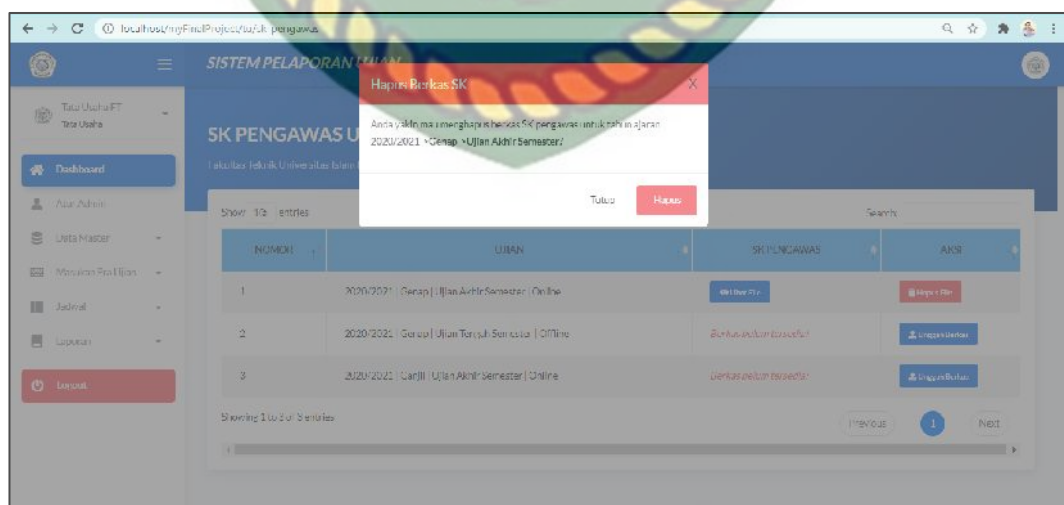 localhost/myFinalProject/tu/sk-pengawas
SISTEM PELAPORAN UJIAN
Hapus Berkas SK X
Tata Usaha FT
Tata Usaha
Anda yakin mau menghapus berkas SK pengawas untuk tahun ajaran
2020/2021 >Genap >Ujian Akhir Semester?
SK PENGAWAS U
Fakultas Teknik Universitas Islam
Dashboard
Tutup Hapus
Atur Admin
Show entries
Search:
Data Master
NOMOR UJIAN SK PENGAWAS AKSI
Masukan Pra Ujian
1 2020/2021 | Genap | Ujian Akhir Semester | Online Lihat File Hapus File
Jadwal
2 2020/2021 | Genap | Ujian Tengah Semester | Offline Berkas belum tersedia! Unggah Berkas
Laporan
3 2020/2021 | Ganjil | Ujian Akhir Semester | Online Berkas belum tersedia! Unggah Berkas
Logout
Showing 1 to 3 of 3 entries
Previous 1 Next